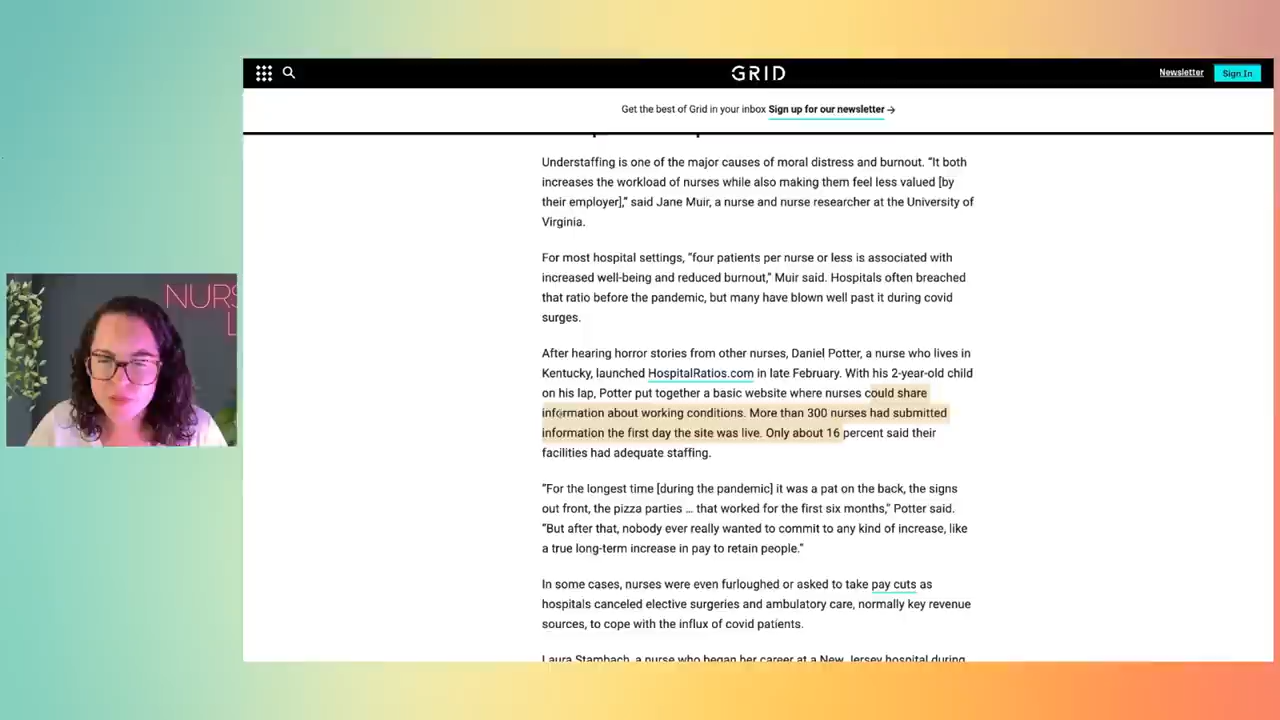 GRID
Newsletter
Sign In
Get the best of Grid in your inbox Sign up for our newsletter →
Understaffing is one of the major causes of moral distress and burnout. “It both
increases the workload of nurses while also making them feel less valued [by
their employer],” said Jane Muir, a nurse and nurse researcher at the University of
Virginia.
For most hospital settings, “four patients per nurse or less is associated with
increased well-being and reduced burnout,” Muir said. Hospitals often breached
that ratio before the pandemic, but many have blown well past it during covid
surges.
After hearing horror stories from other nurses, Daniel Potter, a nurse who lives in
Kentucky, launched HospitalRatios.com in late February. With his 2-year-old child
on his lap, Potter put together a basic website where nurses could share
information about working conditions. More than 300 nurses had submitted
information the first day the site was live. Only about 16 percent said their
facilities had adequate staffing.
“For the longest time [during the pandemic] it was a pat on the back, the signs
out front, the pizza parties … that worked for the first six months,” Potter said.
“But after that, nobody ever really wanted to commit to any kind of increase, like
a true long-term increase in pay to retain people.”
In some cases, nurses were even furloughed or asked to take pay cuts as
hospitals canceled elective surgeries and ambulatory care, normally key revenue
sources, to cope with the influx of covid patients.
Laura Stambach, a nurse who began her career at a New Jersey hospital during
NURS
L